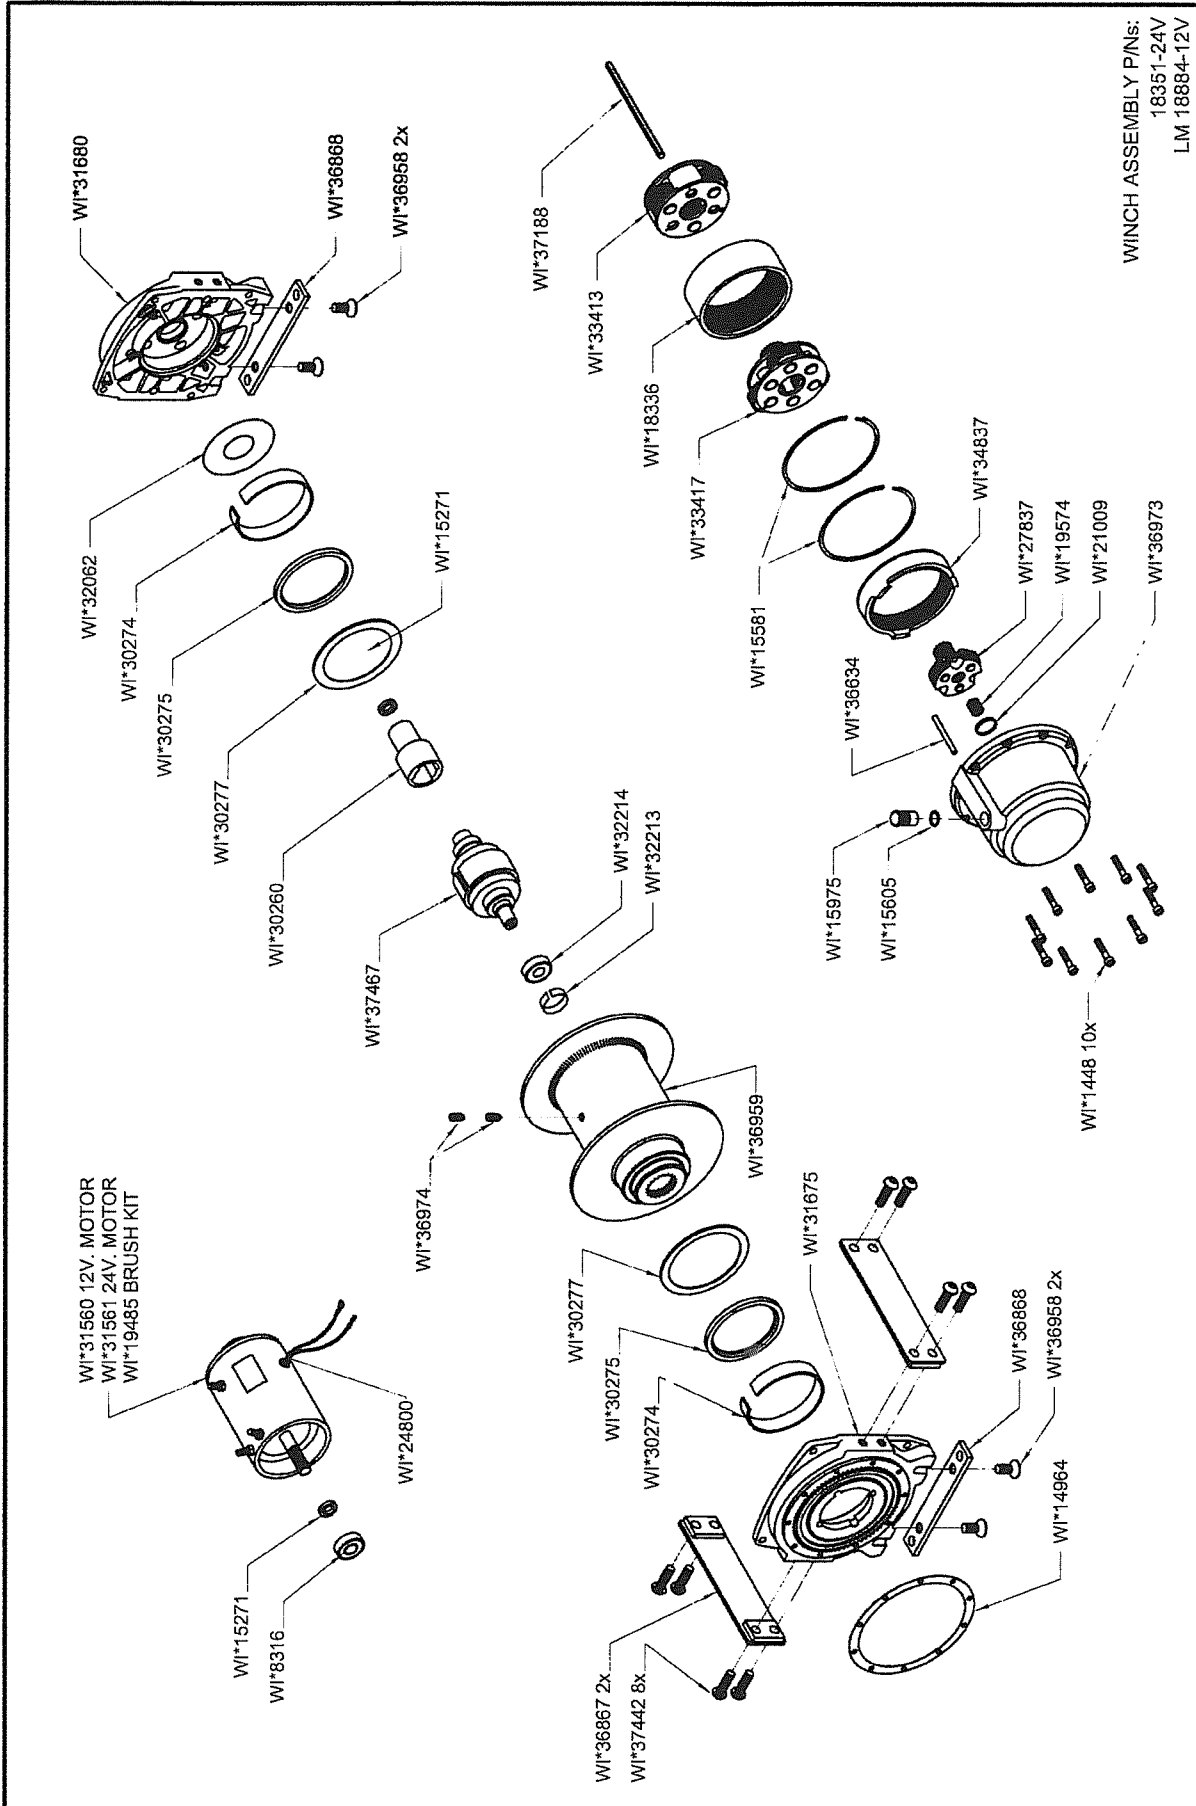 WI*31560 12V. MOTOR
WI*31561 24V. MOTOR
WI*19485 BRUSH KIT
WI*24800
WI*15271
WI*8316
WI*31680
WI*36868
WI*36958 2x
WI*32062
WI*30274
WI*30275
WI*15271
WI*30277
WI*30260
WI*37467
WI*32214
WI*32213
WI*36974
WI*36959
WI*30277
WI*30275
WI*30274
WI*31675
WI*36868
WI*36958 2x
WI*14964
WI*36867 2x
WI*37442 8x
WI*37188
WI*33413
WI*18336
WI*33417
WI*15581
WI*34837
WI*27837
WI*19574
WI*21009
WI*36973
WI*36634
WI*15975
WI*15605
WI*1448 10x
WINCH ASSEMBLY P/Ns:
18351-24V
LM 18884-12V